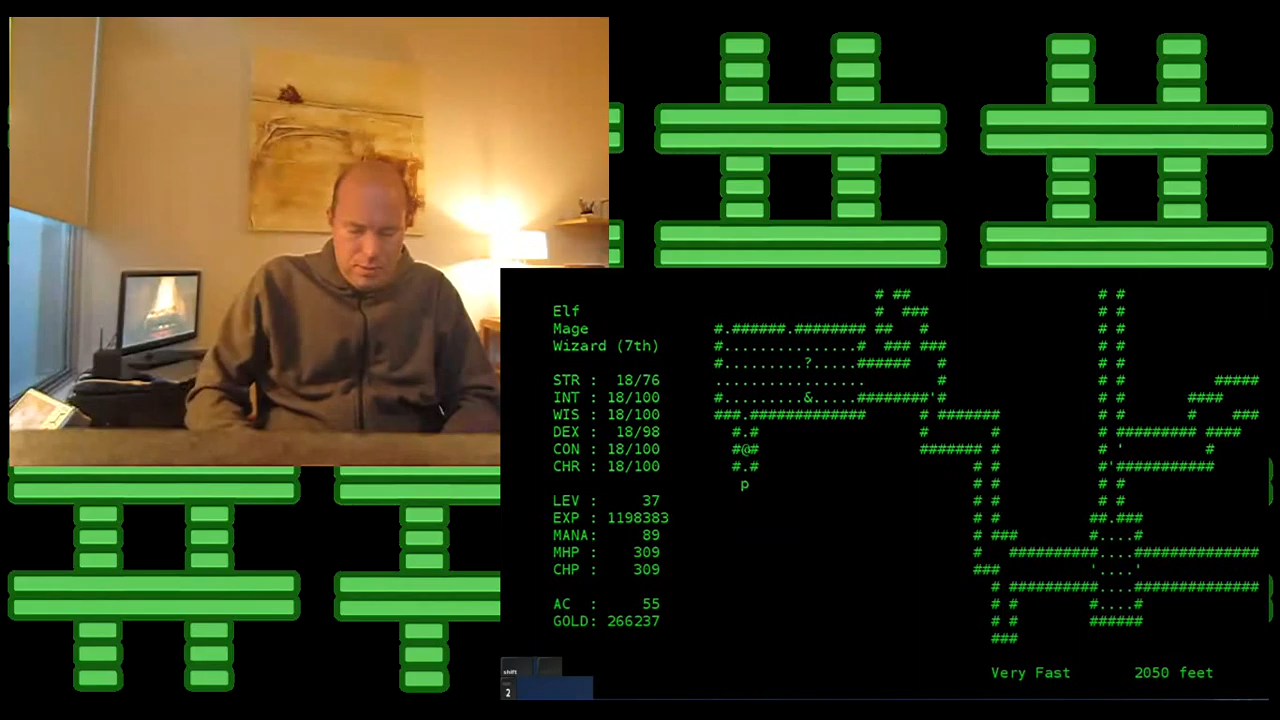 Elf
Mage
Wizard (7th)
STR :  18/76
INT : 18/100
WIS : 18/100
DEX :  18/98
CON : 18/100
CHR : 18/100
LEV :     37
EXP : 1198383
MANA:     89
MHP :    309
CHP :    309
AC  :     55
GOLD: 266237
Very Fast
2050 feet
shift
2